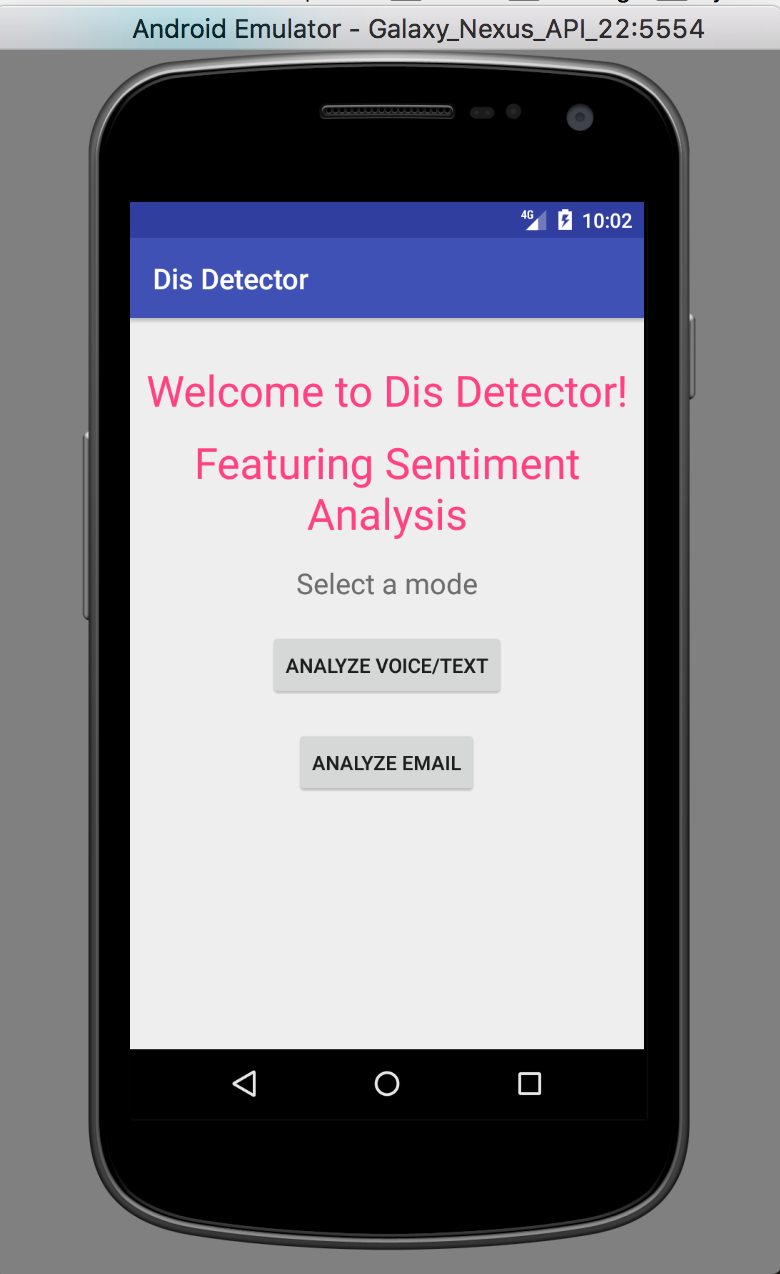 Android Emulator - Galaxy_Nexus_API_22:5554
4G 10:02
Dis Detector
Welcome to Dis Detector!
Featuring Sentiment
Analysis
Select a mode
ANALYZE VOICE/TEXT
ANALYZE EMAIL